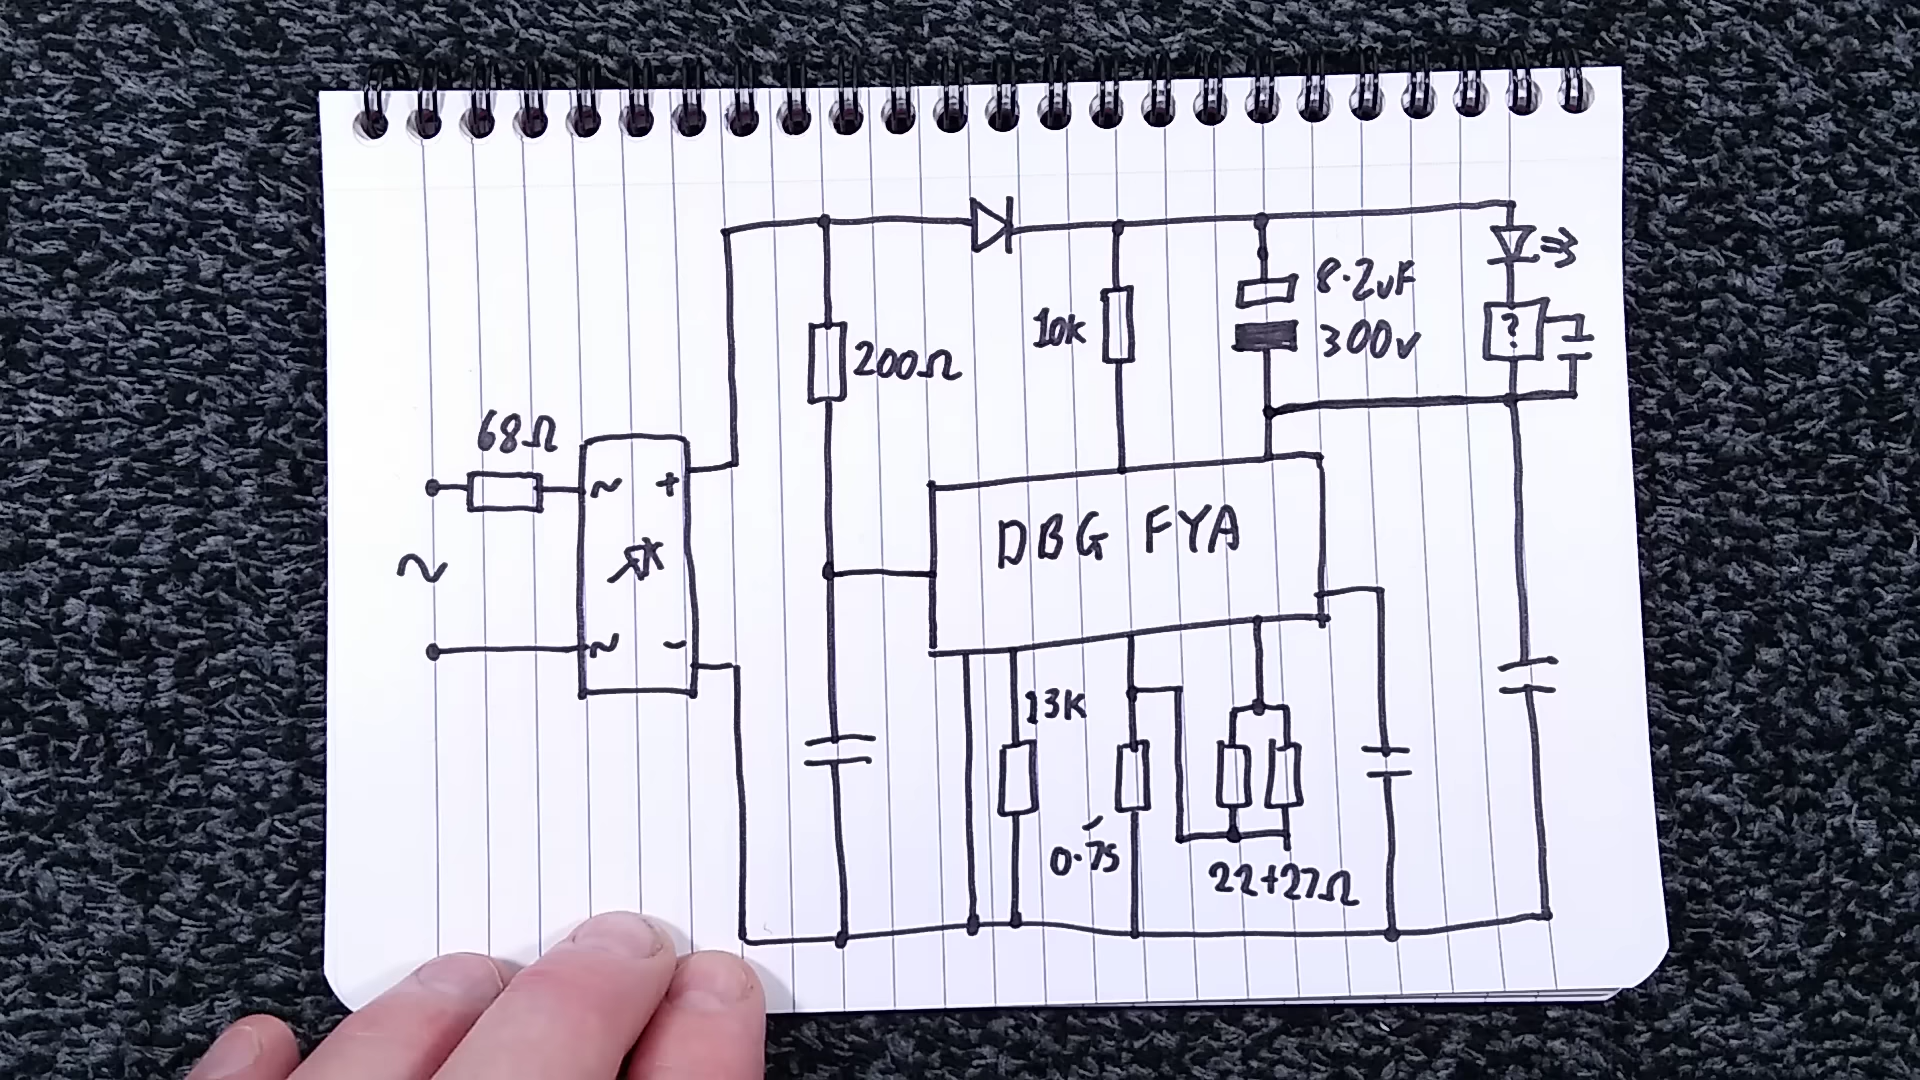 68Ω
~
~
+
~
-
200Ω
10k
8.2uF
300v
?
DBG FYA
13K
0.75
22+27Ω